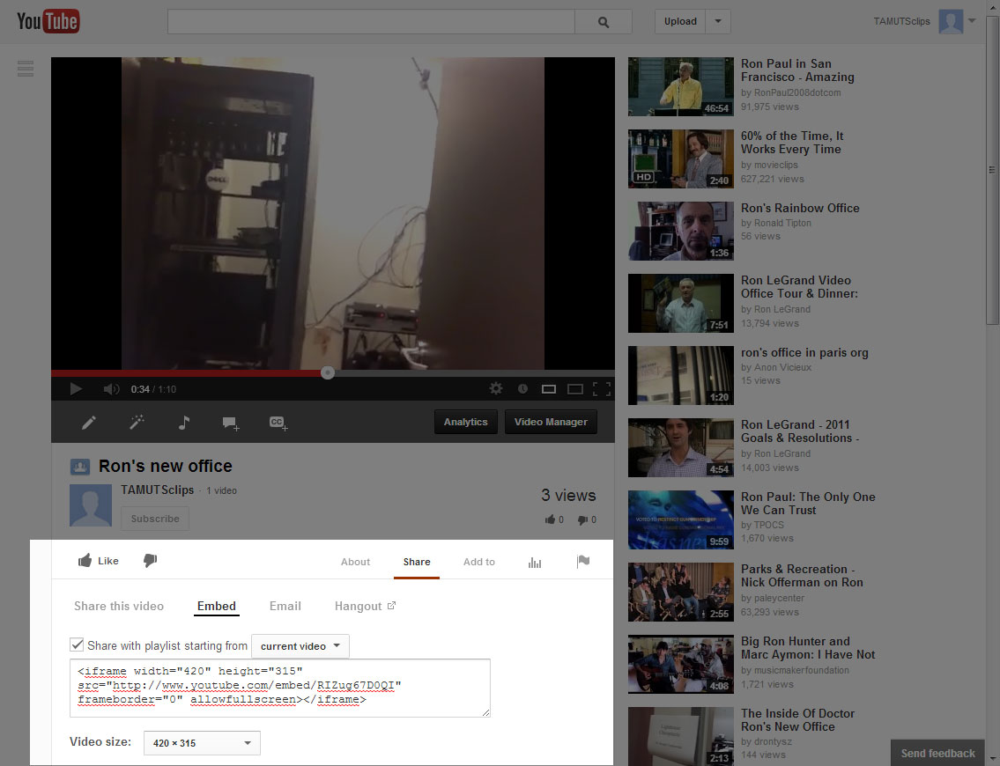 YouTube
Upload
TAMUTSclips
DELL
0:34 / 1:10
CC
Analytics
Video Manager
Ron's new office
TAMUTSclips · 1 video
Subscribe
3 views
0
0
Like
About
Share
Add to
Share this video
Embed
Email
Hangout
Share with playlist starting from
current video
<iframe width="420" height="315"
src="http://www.youtube.com/embed/RIZug67D0QI"
frameborder="0" allowfullscreen></iframe>
Video size:
420 × 315
46:54
Ron Paul in San
Francisco - Amazing
by RonPaul2008dotcom
91,975 views
HD
2:40
60% of the Time, It
Works Every Time
by movieclips
627,221 views
1:36
Ron's Rainbow Office
by Ronald Tipton
56 views
7:51
Ron LeGrand Video
Office Tour & Dinner:
by Ron LeGrand
13,794 views
1:20
ron's office in paris org
by Anon Vicieux
15 views
4:54
Ron LeGrand - 2011
Goals & Resolutions -
by Ron LeGrand
14,003 views
9:59
Ron Paul: The Only One
We Can Trust
by TPOCS
1,670 views
2:55
Parks & Recreation -
Nick Offerman on Ron
by paleycenter
63,293 views
4:08
Big Ron Hunter and
Marc Aymon: I Have Not
by musicmakerfoundation
1,721 views
2:13
The Inside Of Doctor
Ron's New Office
by drontysz
144 views
Send feedback